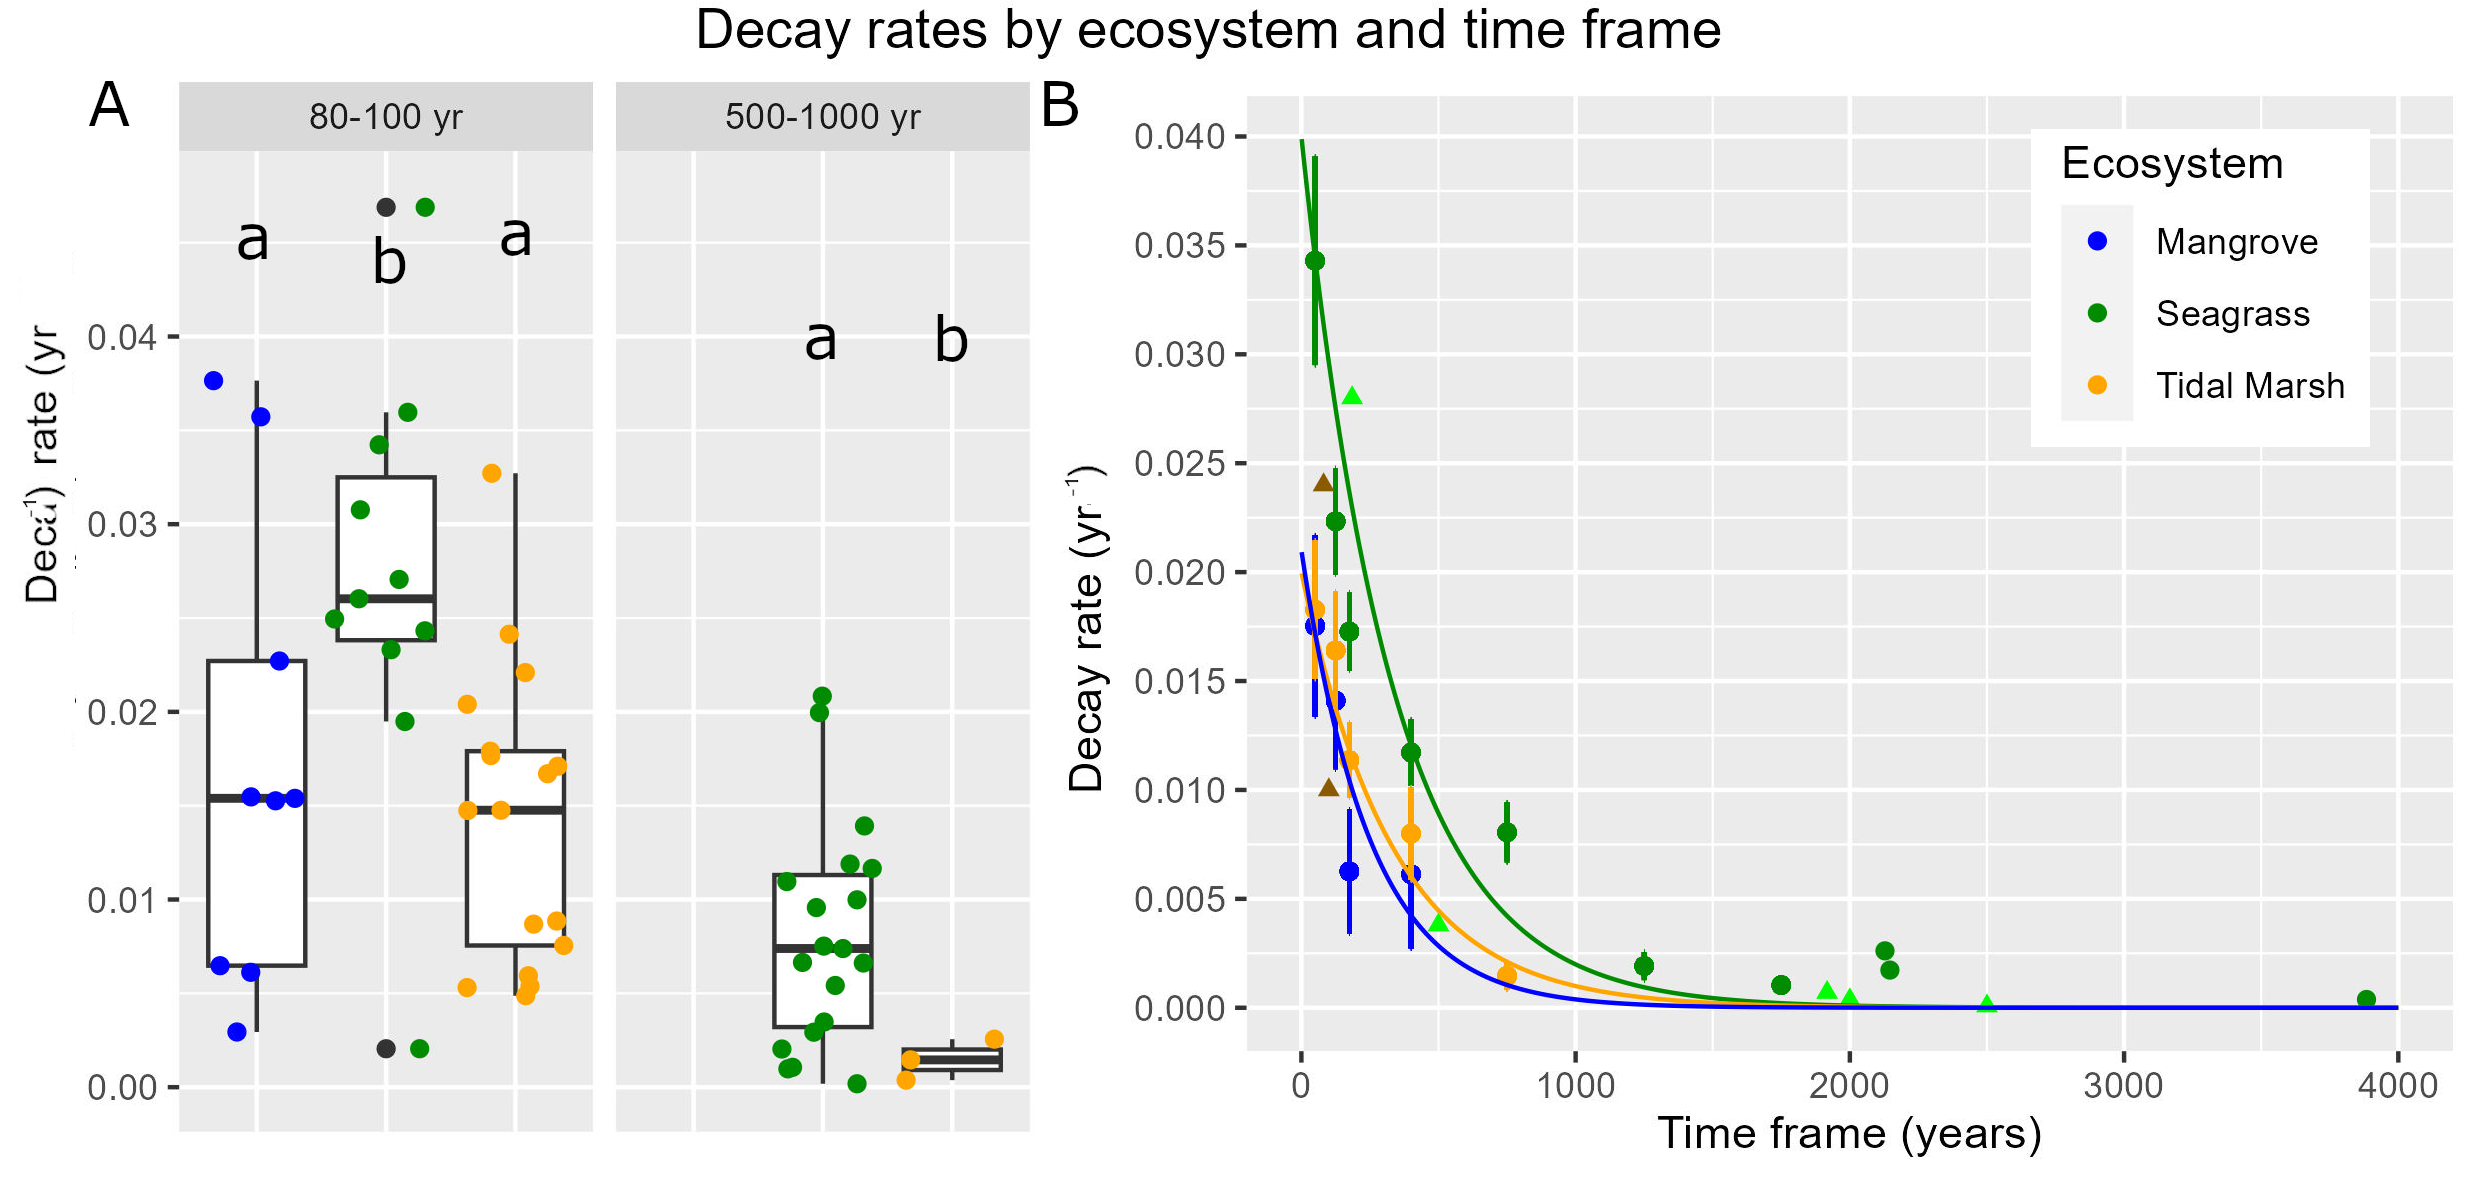 Decay rates by ecosystem and time frame
A
80-100 yr
500-1000 yr
a
b
a
a
b
0.04
0.03
0.02
0.01
0.00
rate (yr
-1)
B
0.040
0.035
0.030
0.025
0.020
0.015
0.010
0.005
0.000
Decay rate (yr -1)
Ecosystem
Mangrove
Seagrass
Tidal Marsh
0 1000 2000 3000 4000
Time frame (years)